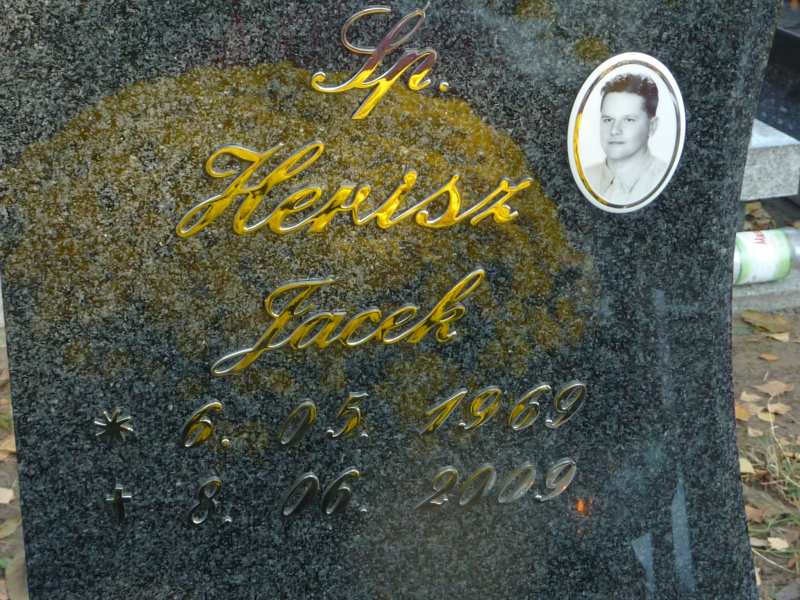 Śp.
Herisz
Jacek
* 6. 05. 1969
† 8. 06. 2009